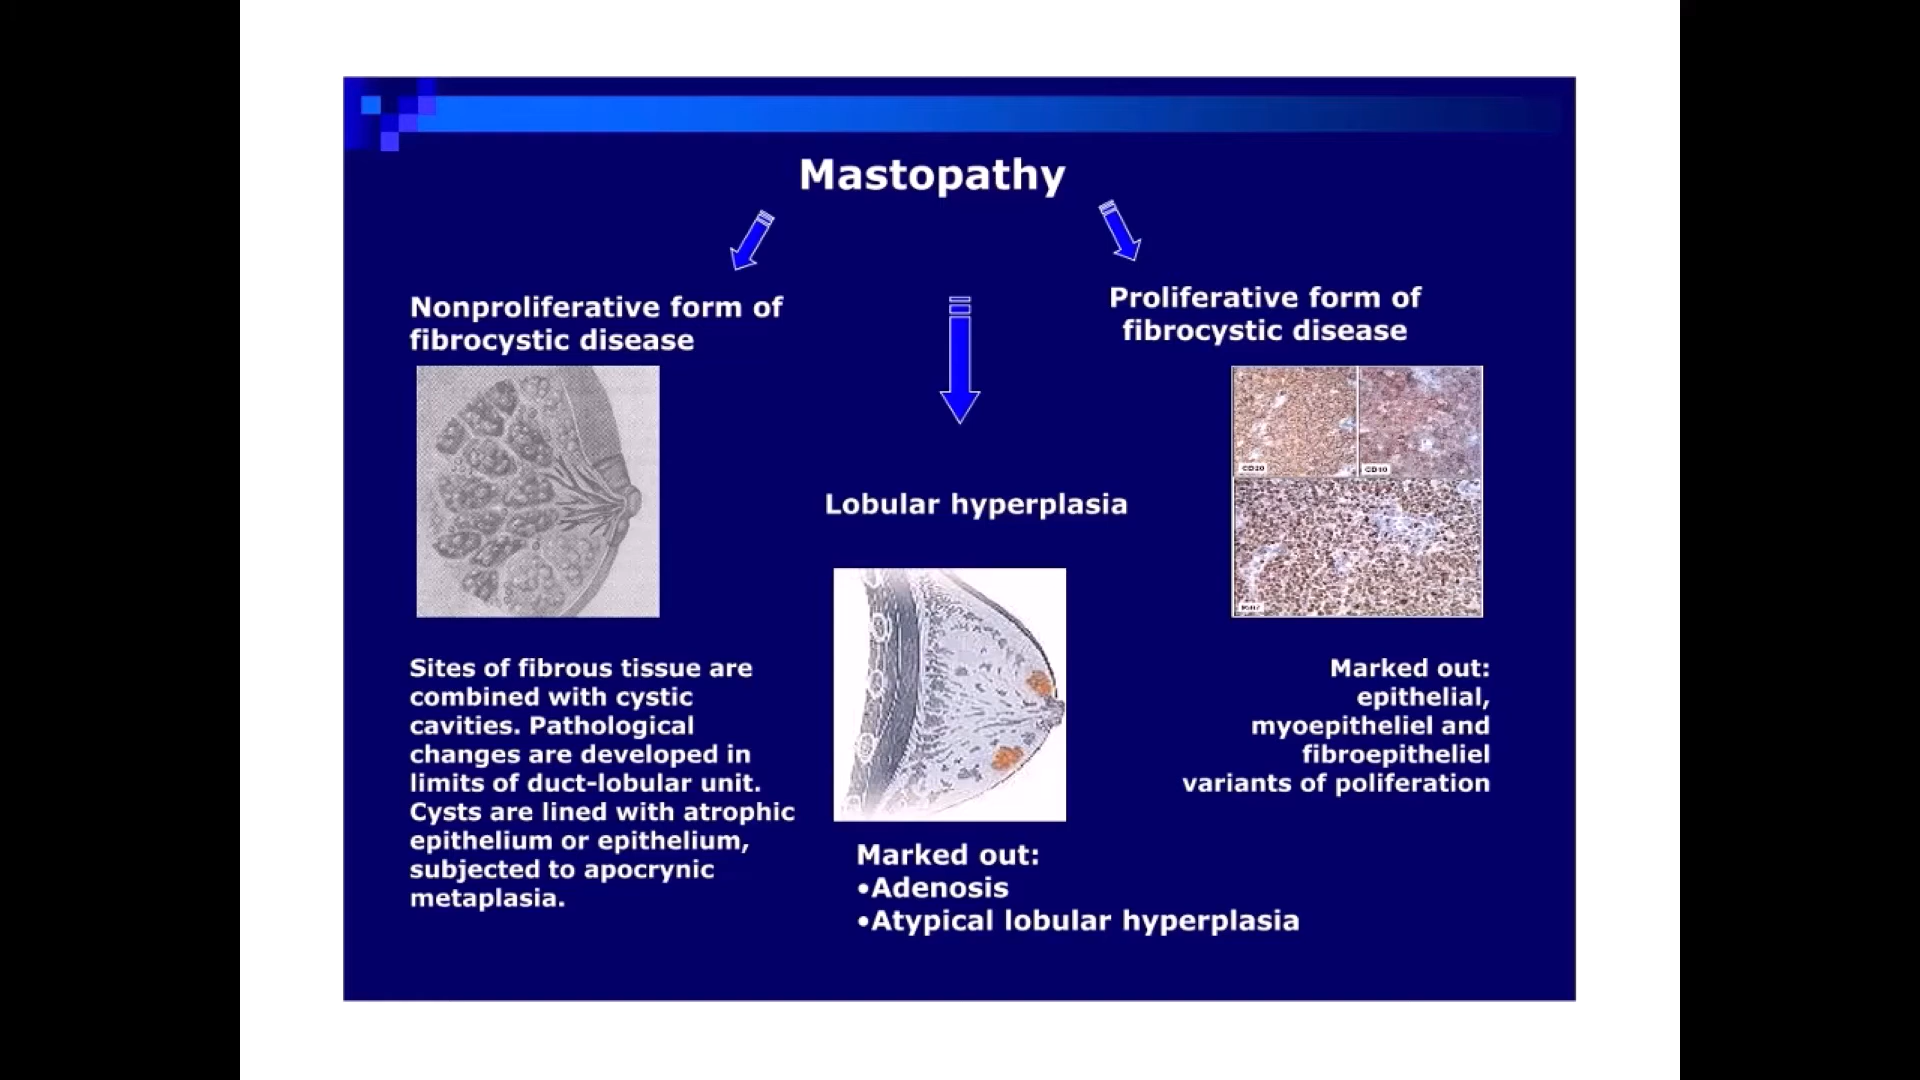 Mastopathy
Nonproliferative form of
fibrocystic disease
Proliferative form of
fibrocystic disease
CD20
CD10
Lobular hyperplasia
Sites of fibrous tissue are
combined with cystic
cavities. Pathological
changes are developed in
limits of duct-lobular unit.
Cysts are lined with atrophic
epithelium or epithelium,
subjected to apocrynic
metaplasia.
Marked out:
•Adenosis
•Atypical lobular hyperplasia
Marked out:
epithelial,
myoepitheliel and
fibroepitheliel
variants of poliferation